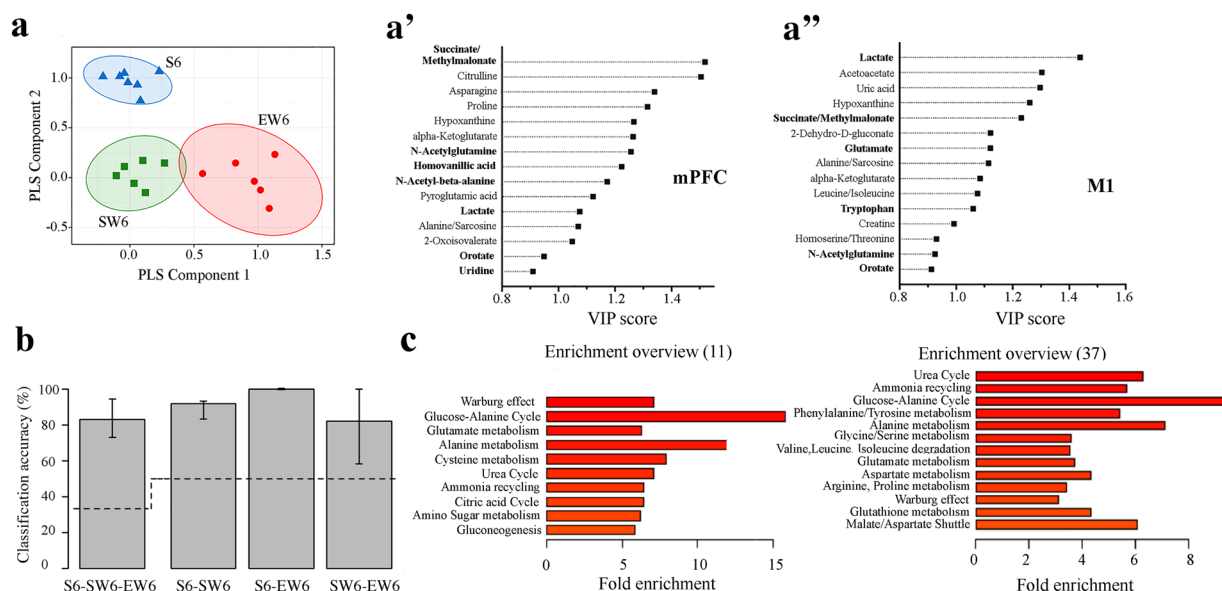 a
PLS Component 2
1.0
0.5
0.0
-0.5
S6
EW6
SW6
0.0
0.5
1.0
1.5
PLS Component 1
a'
Succinate/
Methylmalonate
Citrulline
Asparagine
Proline
Hypoxanthine
alpha-Ketoglutarate
N-Acetylglutamine
Homovanillic acid
N-Acetyl-beta-alanine
Pyroglutamic acid
Lactate
Alanine/Sarcosine
2-Oxoisovalerate
Orotate
Uridine
mPFC
0.8
1.0
1.2
1.4
VIP score
a''
Lactate
Acetoacetate
Uric acid
Hypoxanthine
Succinate/Methylmalonate
2-Dehydro-D-gluconate
Glutamate
Alanine/Sarcosine
alpha-Ketoglutarate
Leucine/Isoleucine
Tryptophan
Creatine
Homoserine/Threonine
N-Acetylglutamine
Orotate
M1
0.8
1.0
1.2
1.4
1.6
VIP score
b
Classification accuracy (%)
100
80
60
40
20
0
S6-SW6-EW6
S6-SW6
S6-EW6
SW6-EW6
c
Enrichment overview (11)
Warburg effect
Glucose-Alanine Cycle
Glutamate metabolism
Alanine metabolism
Cysteine metabolism
Urea Cycle
Ammonia recycling
Citric acid Cycle
Amino Sugar metabolism
Gluconeogenesis
0
5
10
15
Fold enrichment
Enrichment overview (37)
Urea Cycle
Ammonia recycling
Glucose-Alanine Cycle
Phenylalanine/Tyrosine metabolism
Alanine metabolism
Glycine/Serine metabolism
Valine,Leucine. Isoleucine degradation
Glutamate metabolism
Aspartate metabolism
Arginine, Proline metabolism
Warburg effect
Glutathione metabolism
Malate/Aspartate Shuttle
0
2
4
6
8
Fold enrichment